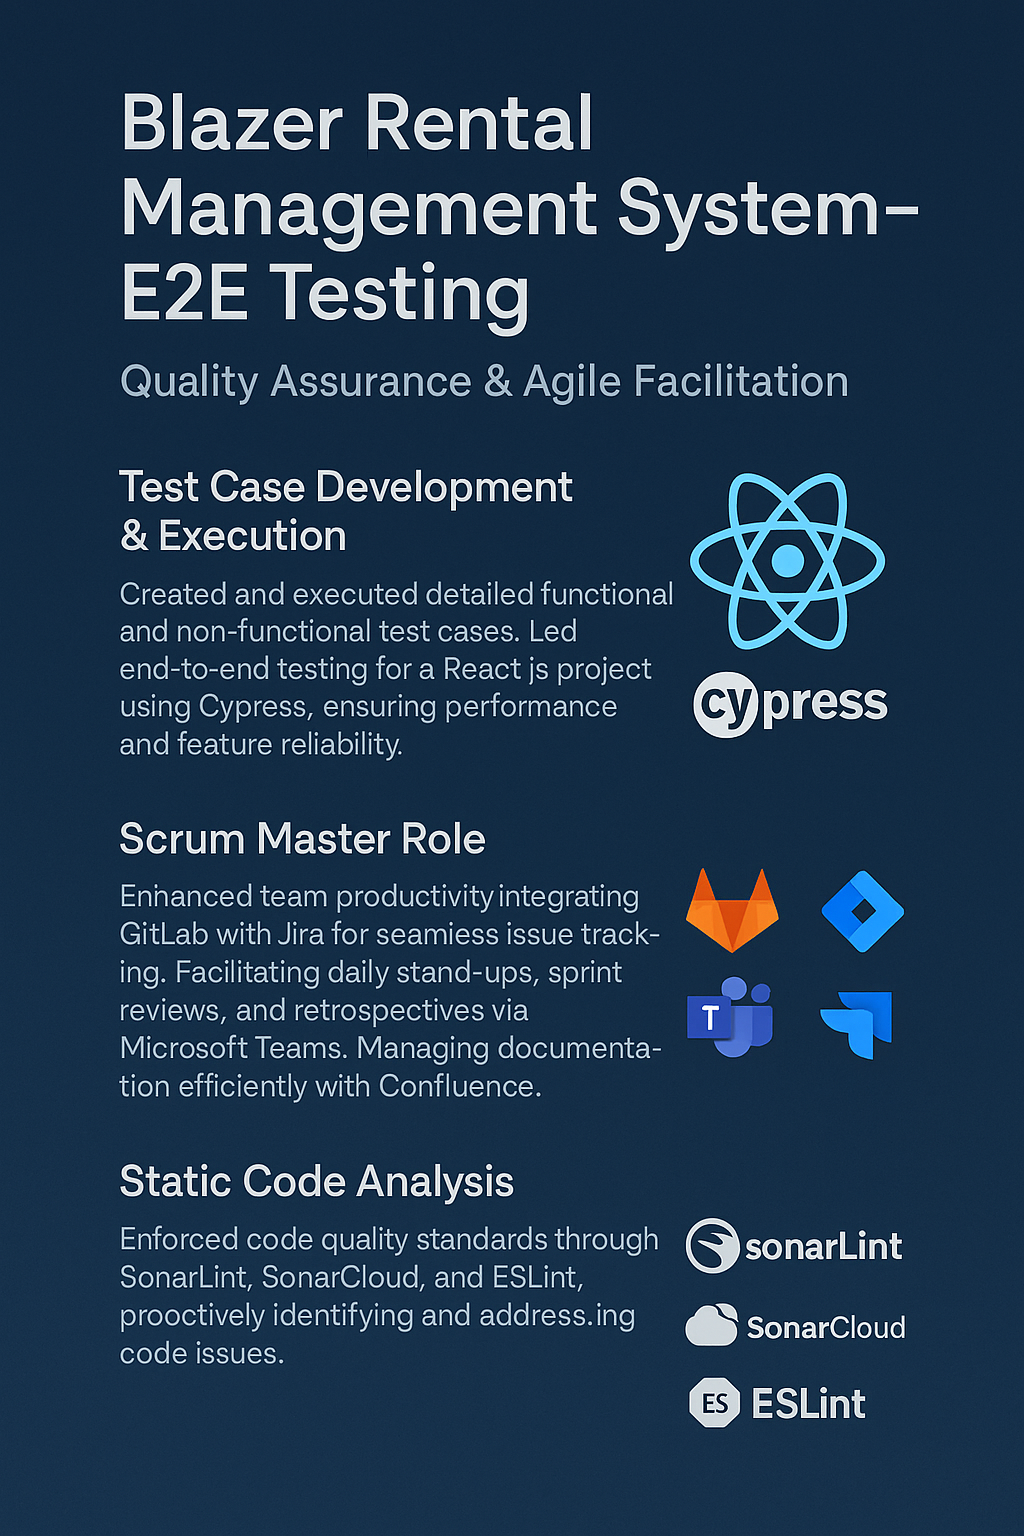 Blazer Rental
Management System–
E2E Testing
Quality Assurance & Agile Facilitation
Test Case Development
& Execution
Created and executed detailed functional
and non-functional test cases. Led
end-to-end testing for a React js project
using Cypress, ensuring performance
and feature reliability.
cypress
Scrum Master Role
Enhanced team productivity integrating
GitLab with Jira for seamiess issue track-
ing. Facilitating daily stand-ups, sprint
reviews, and retrospectives via
Microsoft Teams. Managing documenta-
tion efficiently with Confluence.
T
Static Code Analysis
Enforced code quality standards through
SonarLint, SonarCloud, and ESLint,
prooctively identifying and address.ing
code issues.
sonarLint
SonarCloud
ES ESLint